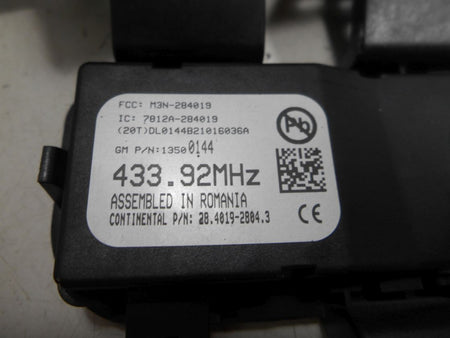 FCC: M3N-284019
IC: 7812A-284019
(20T)DL0144B21016036A
GM P/N:13500144
433.92MHz
ASSEMBLED IN ROMANIA
CONTINENTAL P/N: 28.4019-2804.3
Pb
CE